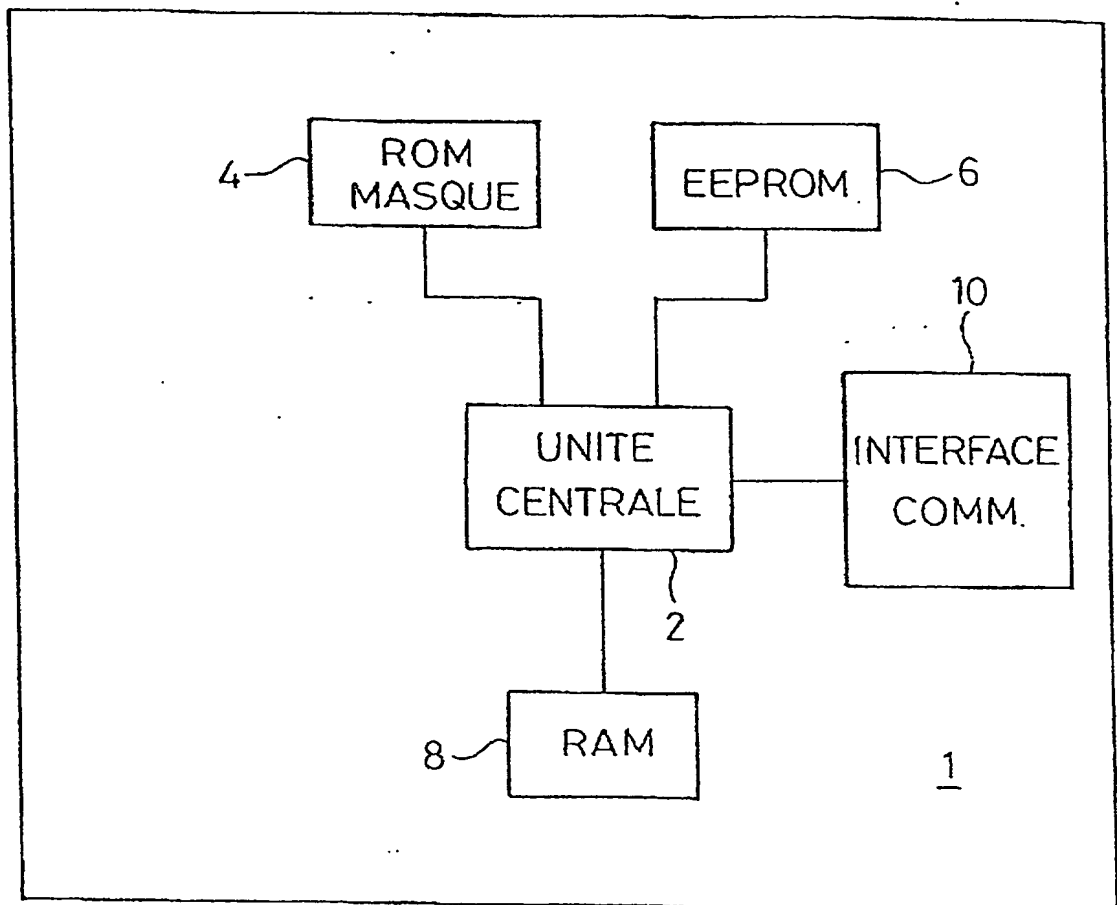 ROM
MASQUE
4
EEPROM.
6
10
UNITE
CENTRALE
INTERFACE
COMM.
2
8
RAM
1